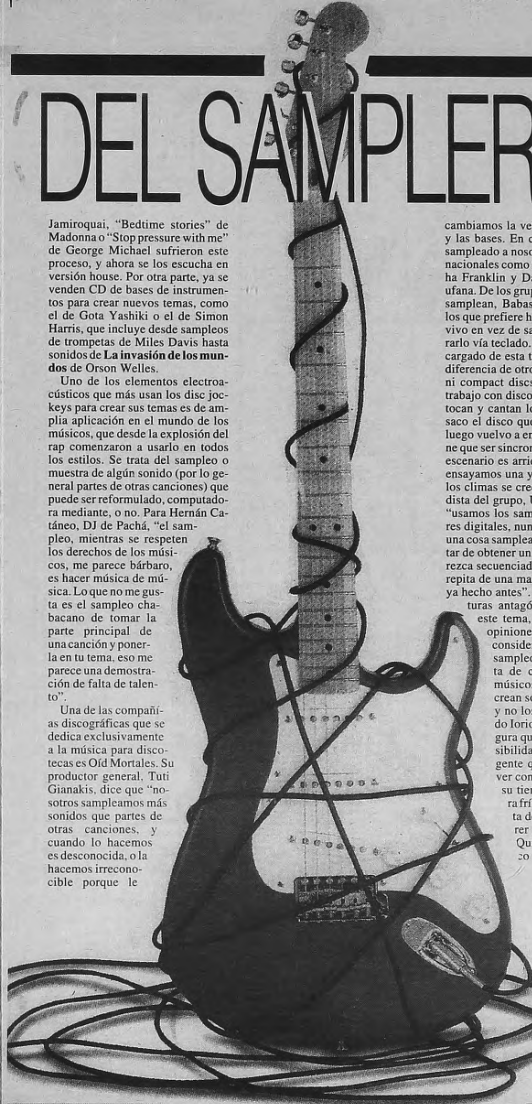 DEL SAMPLER
Jamiroquai, "Bedtime stories" de
Madonna o "Stop pressure with me"
de George Michael sufrieron este
proceso, y ahora se los escucha en
versión house. Por otra parte, ya se
venden CD de bases de instrumen-
tos para crear nuevos temas, como
el de Gota Yashiki o el de Simon
Harris, que incluye desde sampleos
de trompetas de Miles Davis hasta
sonidos de La invasión de los mun-
dos de Orson Welles.
Uno de los elementos electroa-
cústicos que más usan los disc joc-
keys para crear sus temas es de am-
plia aplicación en el mundo de los
músicos, que desde la explosión del
rap comenzaron a usarlo en todos
los estilos. Se trata del sampleo o
muestra de algún sonido (por lo ge-
neral partes de otras canciones) que
puede ser reformulado, computado-
ra mediante, o no. Para Hernán Ca-
táneo, DJ de Pachá, "el sam-
pleo, mientras se respeten
los derechos de los músi-
cos, me parece bárbaro,
es hacer música de mú-
sica. Lo que no me gus-
ta es el sampleo cha-
bacano de tomar la
parte principal de
una canción y poner-
la en tu tema, eso me
parece una demostra-
ción de falta de talen-
to".
Una de las compañí-
as discográficas que se
dedica exclusivamente
a la música para disco-
tecas es Oíd Mortales. Su
productor general, Tuti
Gianakis, dice que "no-
sotros sampleamos más
sonidos que partes de
otras canciones, y
cuando lo hacemos
es desconocida, o la
hacemos irrecono-
cible porque le
cambiamos la ve
y las bases. En
sampleado a noso
nacionales como
ha Franklin y D
ufana. De los gru
samplean, Babas
los que prefiere h
vivo en vez de sa
rarlo vía teclado.
cargado de esta t
diferencia de otro
ni compact discs
trabajo con disco
tocan y cantan l
saco el disco que
luego vuelvo a e
ne que ser sincro
escenario es arri
ensayamos una y
los climas se cre
dista del grupo, U
"usamos los sam
res digitales, nu
una cosa samplea
tar de obtener un
rezca secuenciad
repita de una ma
ya hecho antes".
turas antagó
este tema,
opinione
conside
sampleo
ta de c
músico
crean s
y no lo
do Iorio
gura qu
sibilida
gente q
ver con
su tien
ra frí
ta d
rer
Qu
zo